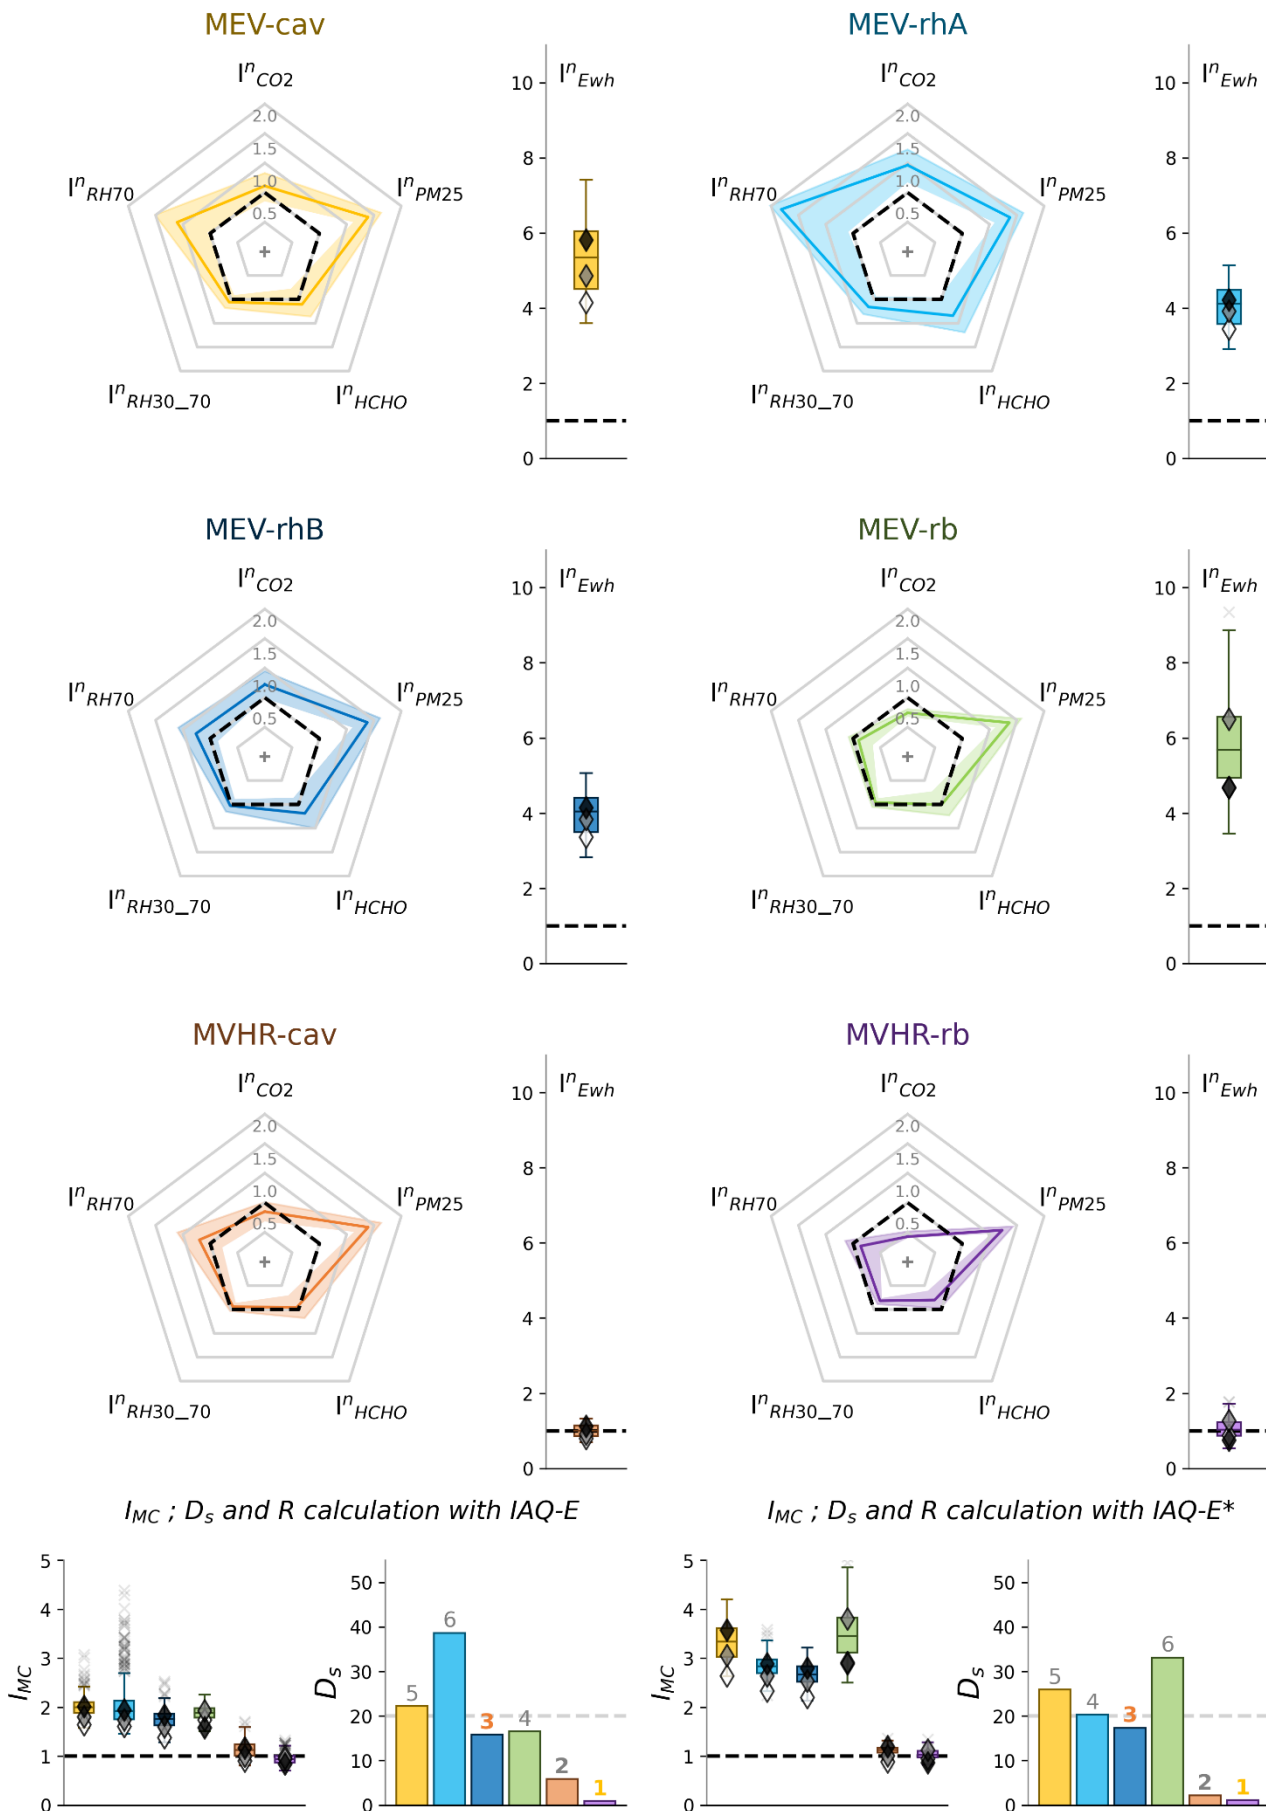 MEV-cav
MEV-rhA
I^n_CO2
I^n_Ewh
I^n_CO2
I^n_Ewh
10
10
2.0
2.0
8
8
1.5
1.5
I^n_RH70
I^n_PM25
I^n_RH70
I^n_PM25
1.0
1.0
0.5
0.5
6
6
4
4
I^n_RH30_70
I^n_HCHO
I^n_RH30_70
I^n_HCHO
2
2
0
0
MEV-rhB
MEV-rb
I^n_CO2
I^n_Ewh
I^n_CO2
I^n_Ewh
10
10
2.0
2.0
8
8
1.5
1.5
I^n_RH70
I^n_PM25
I^n_RH70
I^n_PM25
1.0
1.0
0.5
0.5
6
6
4
4
I^n_RH30_70
I^n_HCHO
I^n_RH30_70
I^n_HCHO
2
2
0
0
MVHR-cav
MVHR-rb
I^n_CO2
I^n_Ewh
I^n_CO2
I^n_Ewh
10
10
2.0
2.0
8
8
1.5
1.5
I^n_RH70
I^n_PM25
I^n_RH70
I^n_PM25
1.0
1.0
0.5
0.5
6
6
4
4
I^n_RH30_70
I^n_HCHO
I^n_RH30_70
I^n_HCHO
2
2
0
0
I_MC ; D_s and R calculation with IAQ-E
I_MC ; D_s and R calculation with IAQ-E*
I_MC
5
4
3
2
1
0
D_s
50
40
30
20
10
0
5
6
3
4
2
1
I_MC
5
4
3
2
1
0
D_s
50
40
30
20
10
0
5
4
3
6
2
1